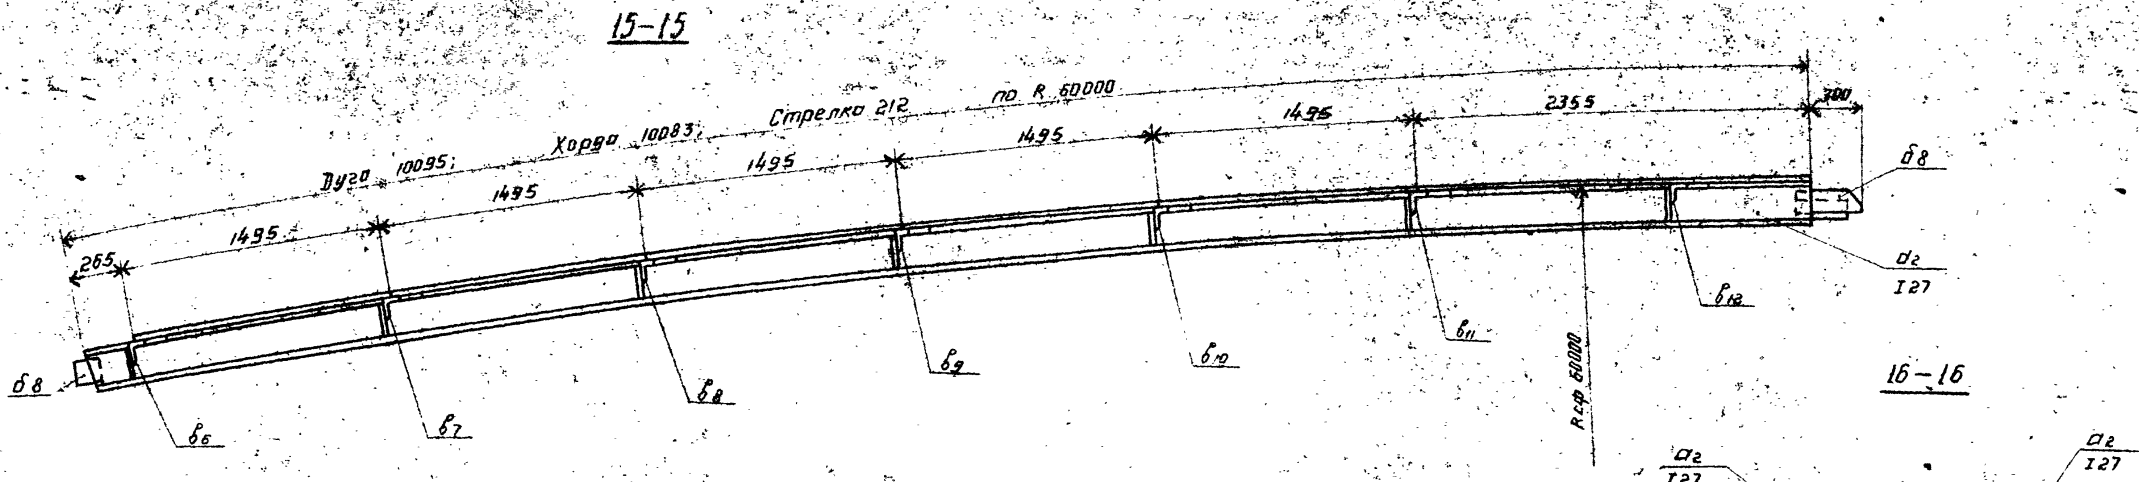 15-15
Дуга 10095; Хорда 10083; Стрелка 212 по R 60000
265
1495
1495
1495
1495
1495
2355
300
б8
б8
в6
в7
в8
в9
в10
в11
в12
Rсф 60000
а2
I27
16-16
а2
I27
а2
I27